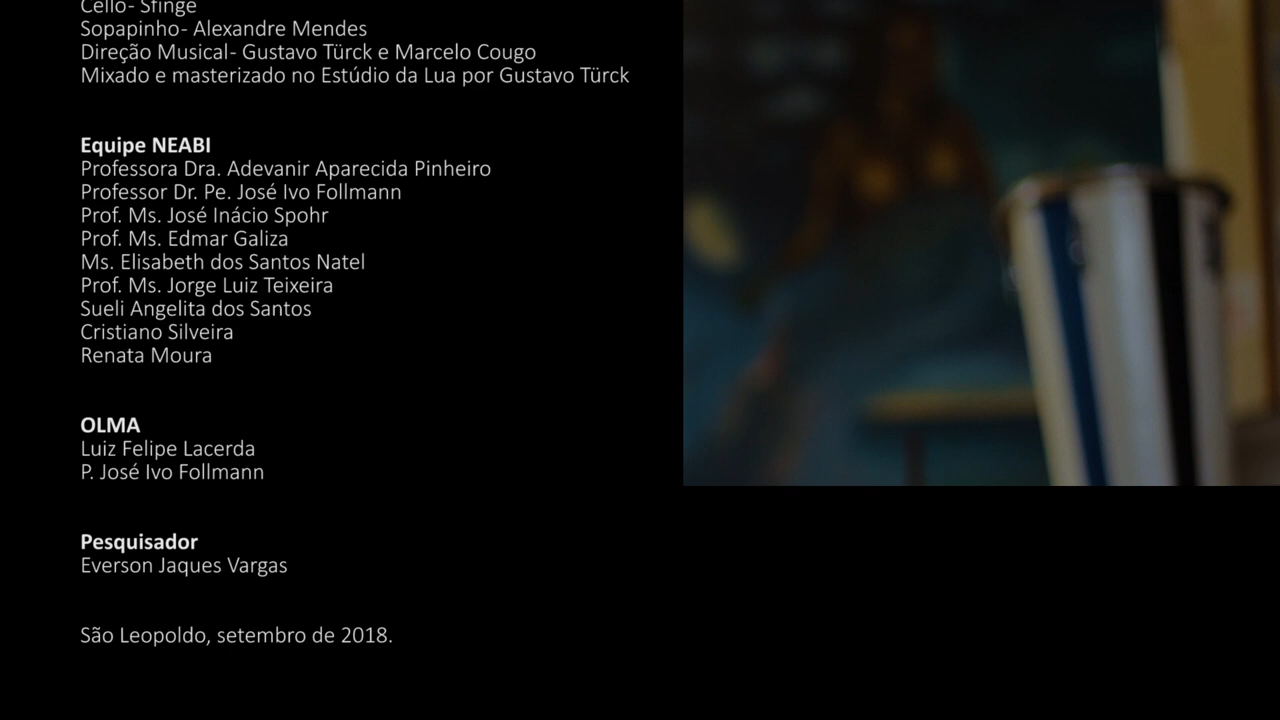 Cello- Sfinge
Sopapinho- Alexandre Mendes
Direção Musical- Gustavo Türck e Marcelo Cougo
Mixado e masterizado no Estúdio da Lua por Gustavo Türck
Equipe NEABI
Professora Dra. Adevanir Aparecida Pinheiro
Professor Dr. Pe. José Ivo Follmann
Prof. Ms. José Inácio Spohr
Prof. Ms. Edmar Galiza
Ms. Elisabeth dos Santos Natel
Prof. Ms. Jorge Luiz Teixeira
Sueli Angelita dos Santos
Cristiano Silveira
Renata Moura
OLMA
Luiz Felipe Lacerda
P. José Ivo Follmann
Pesquisador
Everson Jaques Vargas
São Leopoldo, setembro de 2018.